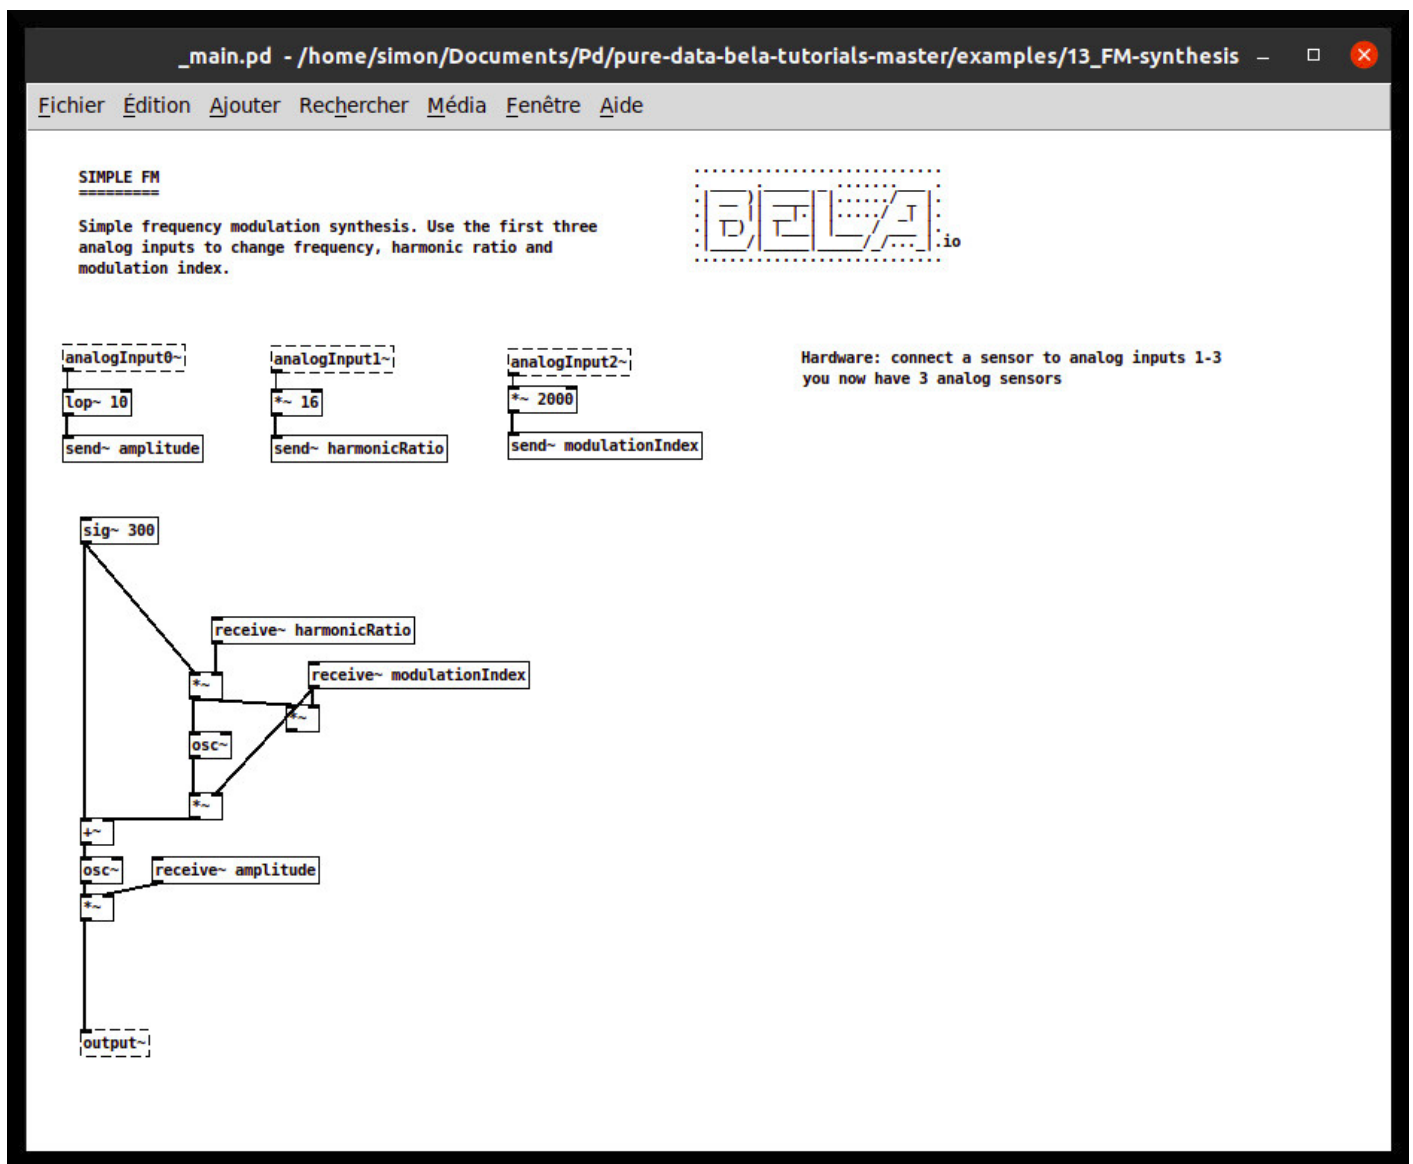 _main.pd - /home/simon/Documents/Pd/pure-data-bela-tutorials-master/examples/13_FM-synthesis
Fichier Édition Ajouter Rechercher Média Fenêtre Aide
SIMPLE FM
=========
Simple frequency modulation synthesis. Use the first three
analog inputs to change frequency, harmonic ratio and
modulation index.
BELA
.io
analogInput0~
analogInput1~
analogInput2~
Hardware: connect a sensor to analog inputs 1-3
you now have 3 analog sensors
lop~ 10
*~ 16
*~ 2000
send~ amplitude
send~ harmonicRatio
send~ modulationIndex
sig~ 300
receive~ harmonicRatio
receive~ modulationIndex
*~
*~
osc~
*~
+~
osc~
receive~ amplitude
*~
output~